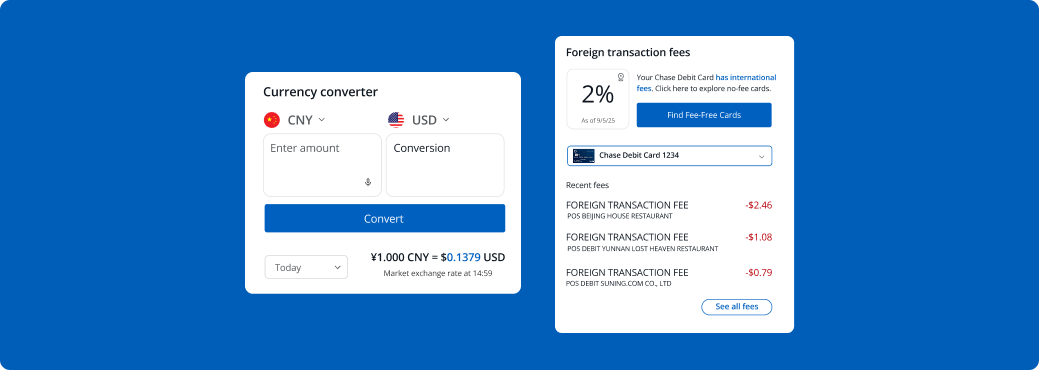 Currency converter
CNY
USD
Enter amount
Conversion
Convert
Today
¥1.000 CNY = $0.1379 USD
Market exchange rate at 14:59
Foreign transaction fees
2%
As of 9/5/25
Your Chase Debit Card has international
fees. Click here to explore no-fee cards.
Find Fee-Free Cards
Chase Debit Card 1234
Recent fees
FOREIGN TRANSACTION FEE -$2.46
POS BEIJING HOUSE RESTAURANT
FOREIGN TRANSACTION FEE -$1.08
POS DEBIT YUNNAN LOST HEAVEN RESTAURANT
FOREIGN TRANSACTION FEE -$0.79
POS DEBIT SUNING.COM CO., LTD
See all fees